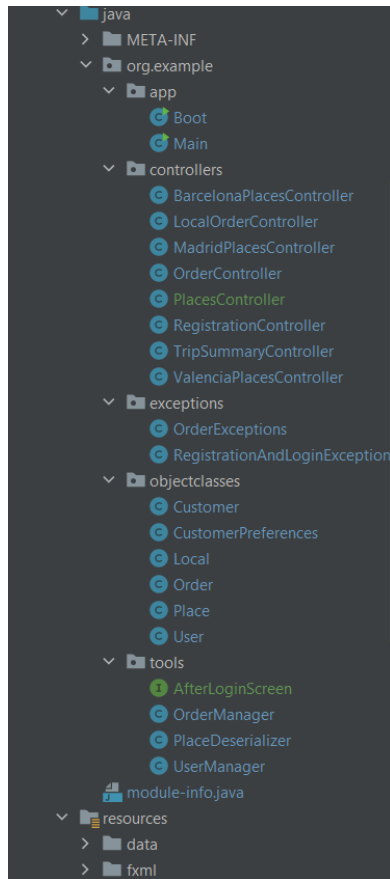 java
META-INF
org.example
app
Boot
Main
controllers
BarcelonaPlacesController
LocalOrderController
MadridPlacesController
OrderController
PlacesController
RegistrationController
TripSummaryController
ValenciaPlacesController
exceptions
OrderExceptions
RegistrationAndLoginException
objectclasses
Customer
CustomerPreferences
Local
Order
Place
User
tools
AfterLoginScreen
OrderManager
PlaceDeserializer
UserManager
module-info.java
resources
data
fxml